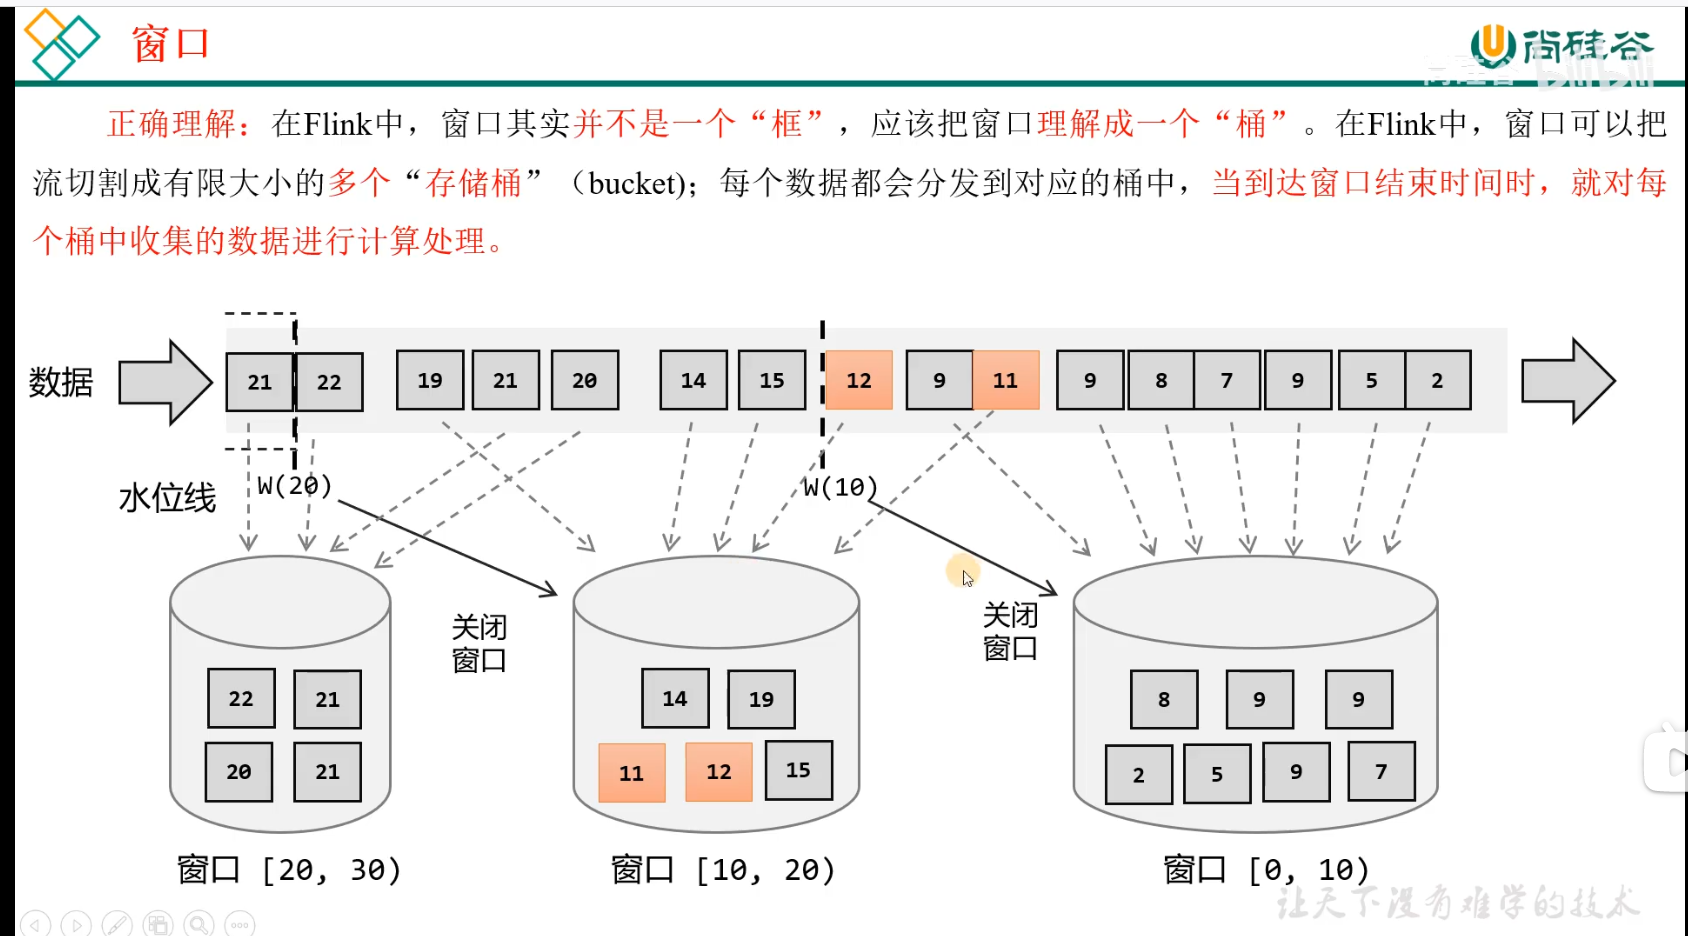 窗口
尚硅谷
尚硅谷 bilibili
正确理解：在Flink中，窗口其实并不是一个“框”，应该把窗口理解成一个“桶”。在Flink中，窗口可以把
流切割成有限大小的多个“存储桶”（bucket)；每个数据都会分发到对应的桶中，当到达窗口结束时间时，就对每
个桶中收集的数据进行计算处理。
数据 21 22 19 21 20 14 15 12 9 11 9 8 7 9 5 2
水位线 W(20) W(10)
关闭
窗口
关闭
窗口
22 21
20 21
14 19
11 12 15
8 9 9
2 5 9 7
窗口 [20, 30)
窗口 [10, 20)
窗口 [0, 10)
让天下没有难学的技术